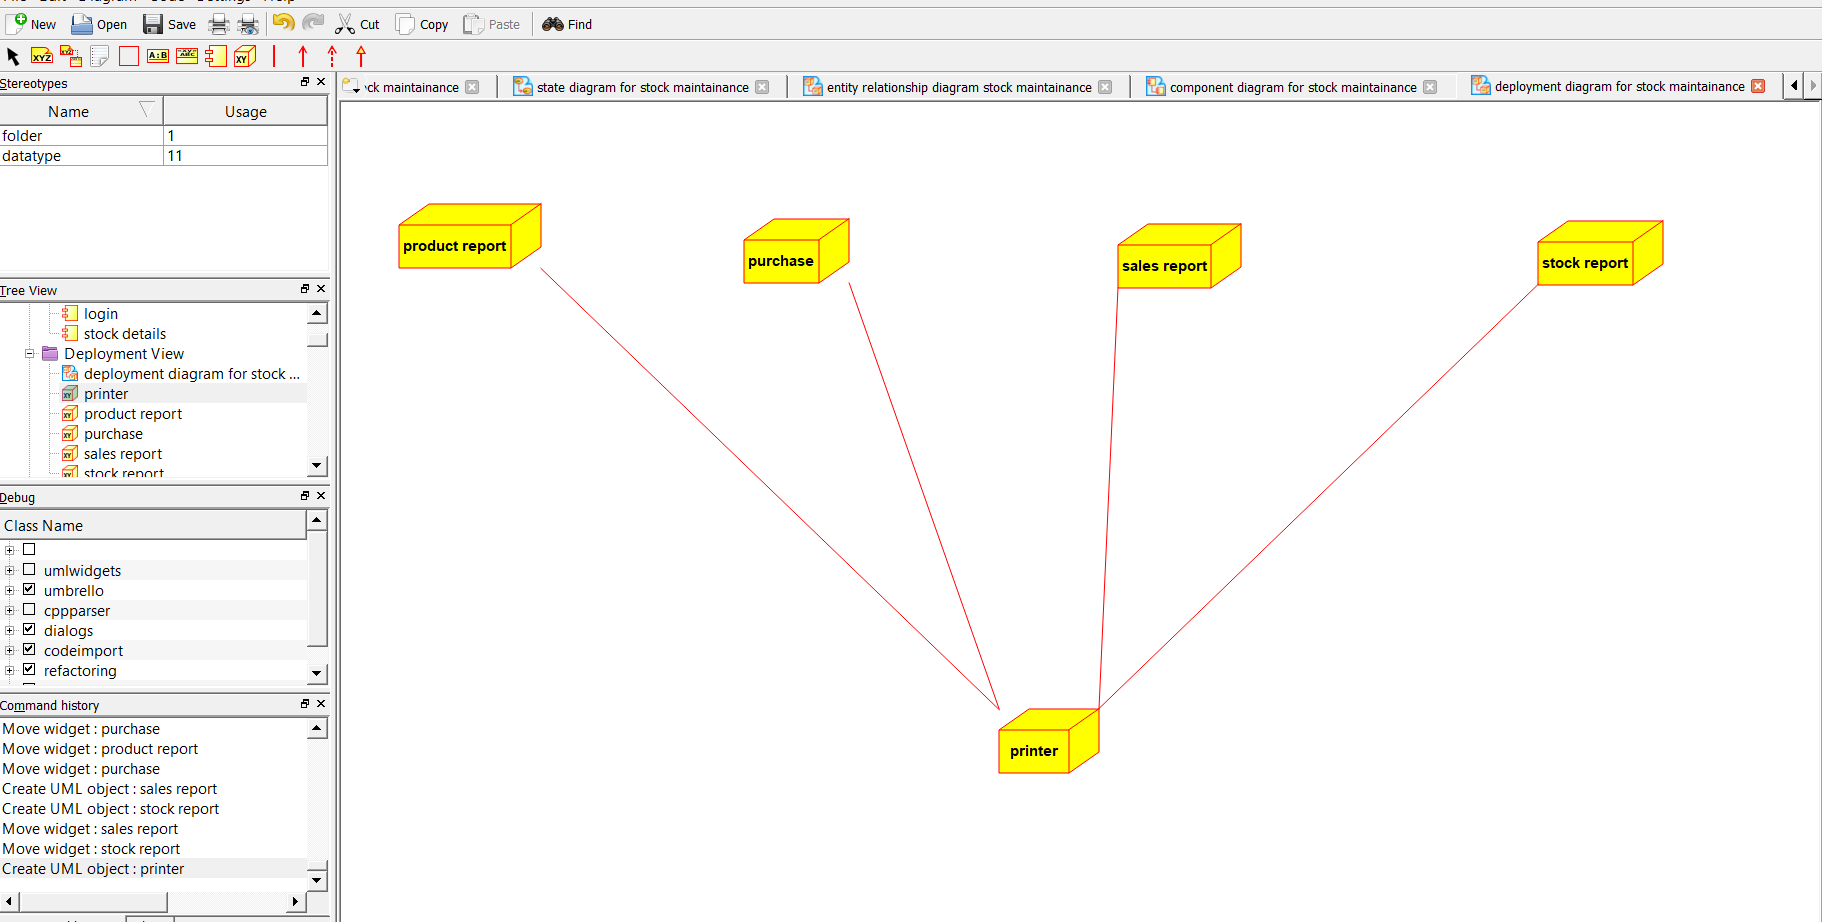 New Open Save Cut Copy Paste Find
XYZ A:B ABC XY
Stereotypes
ck maintainance state diagram for stock maintainance entity relationship diagram stock maintainance component diagram for stock maintainance deployment diagram for stock maintainance
Name Usage
folder 1
datatype 11
product report
purchase
sales report
stock report
printer
Tree View
login
stock details
Deployment View
deployment diagram for stock ...
printer
product report
purchase
sales report
stock report
Debug
Class Name
umlwidgets
umbrello
cppparser
dialogs
codeimport
refactoring
Command history
Move widget : purchase
Move widget : product report
Move widget : purchase
Create UML object : sales report
Create UML object : stock report
Move widget : sales report
Move widget : stock report
Create UML object : printer